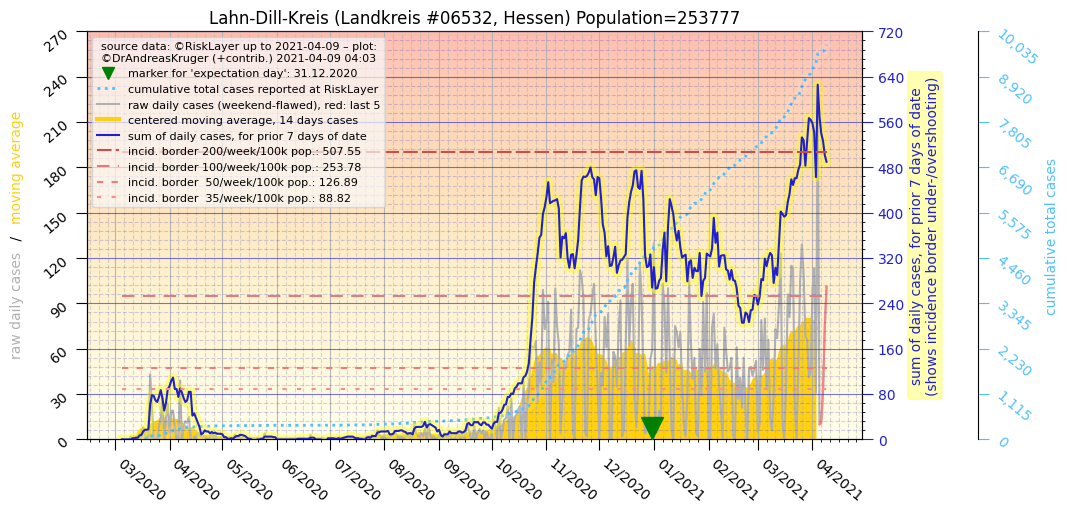 Lahn-Dill-Kreis (Landkreis #06532, Hessen) Population=253777
source data: ©RiskLayer up to 2021-04-09 – plot:
©DrAndreasKruger (+contrib.) 2021-04-09 04:03
marker for 'expectation day': 31.12.2020
cumulative total cases reported at RiskLayer
raw daily cases (weekend-flawed), red: last 5
centered moving average, 14 days cases
sum of daily cases, for prior 7 days of date
incid. border 200/week/100k pop.: 507.55
incid. border 100/week/100k pop.: 253.78
incid. border  50/week/100k pop.: 126.89
incid. border  35/week/100k pop.: 88.82
raw daily cases  /  moving average
270
240
210
180
150
120
90
60
30
0
03/2020
04/2020
05/2020
06/2020
07/2020
08/2020
09/2020
10/2020
11/2020
12/2020
01/2021
02/2021
03/2021
04/2021
720
640
560
480
400
320
240
160
80
0
sum of daily cases, for prior 7 days of date
(shows incidence border under-/overshooting)
10,035
8,920
7,805
6,690
5,575
4,460
3,345
2,230
1,115
0
cumulative total cases